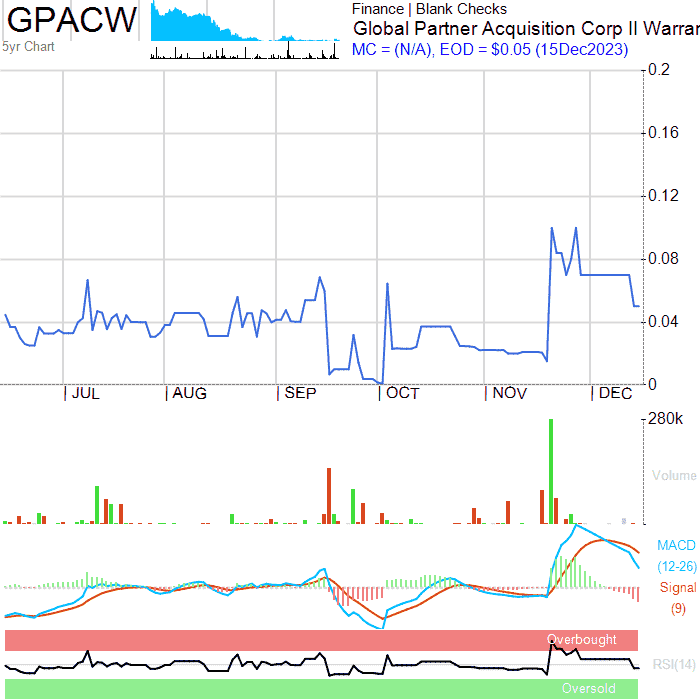 GPACW
5yr Chart
Finance | Blank Checks
Global Partner Acquisition Corp II Warran
MC = (N/A), EOD = $0.05 (15Dec2023)
0.2
0.16
0.12
0.08
0.04
0
JUL AUG SEP OCT NOV DEC
280k
Volume
MACD
(12-26)
Signal
(9)
Overbought
RSI(14)
Oversold